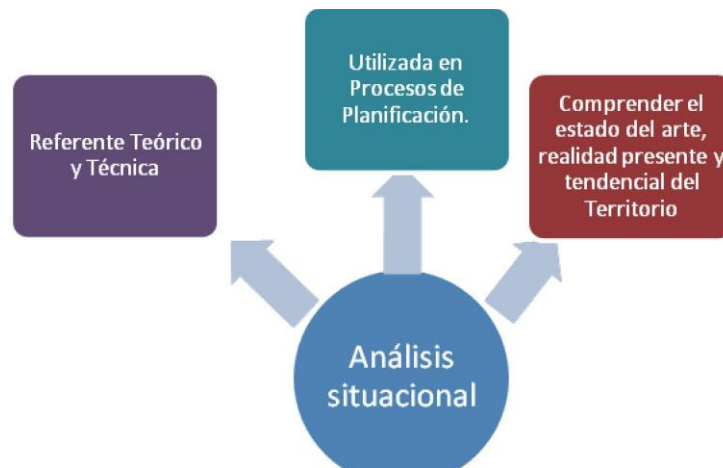 Referente Teórico
y Técnica
Utilizada en
Procesos de
Planificación.
Comprender el
estado del arte,
realidad presente y
tendencial del
Territorio
Análisis
situacional